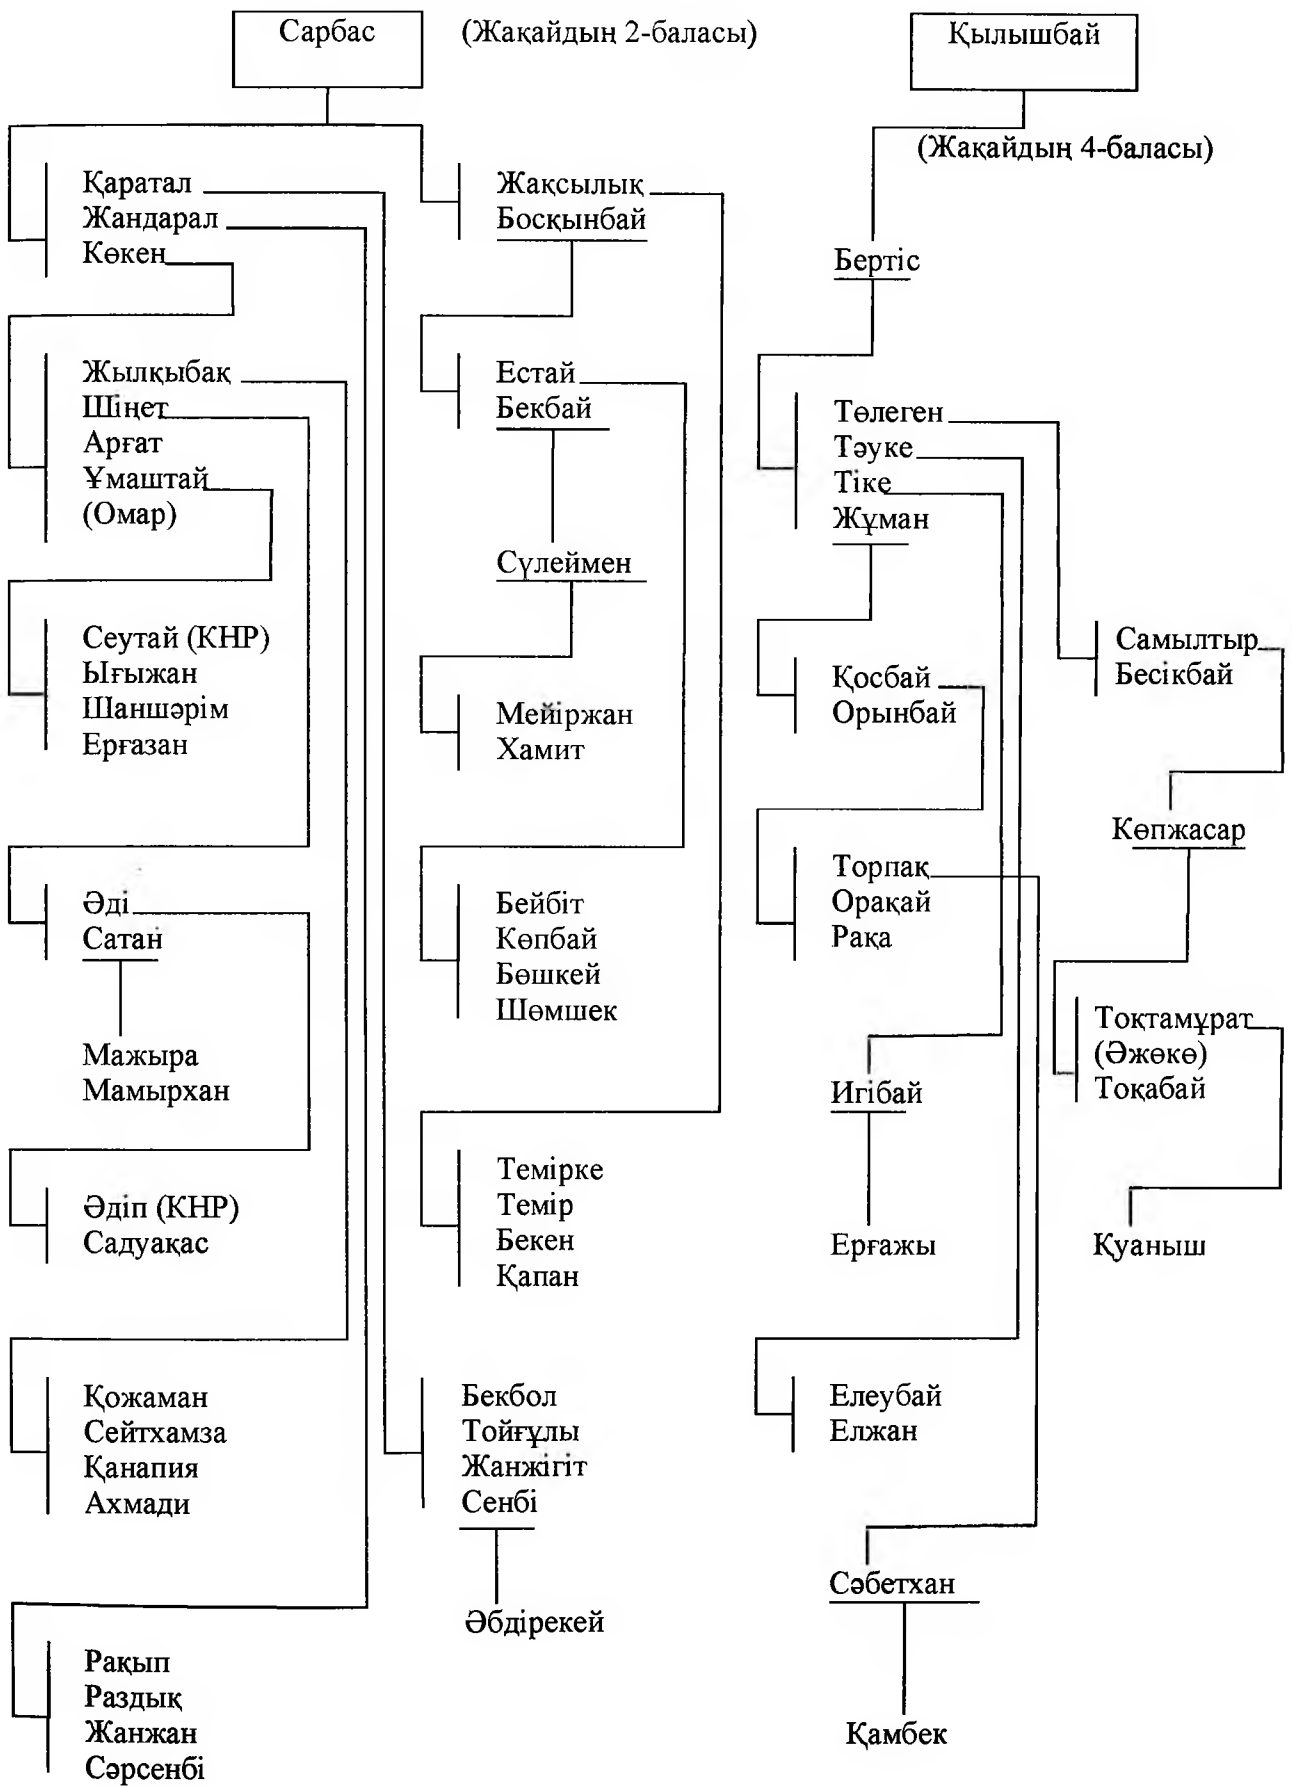 Сарбас
(Жақайдың 2-баласы)
Қылышбай
(Жақайдың 4-баласы)
Қаратал
Жандарал
Көкен
Жақсылық
Босқынбай
Бертіс
Жылқыбақ
Шіңет
Арғат
Ұмаштай
(Омар)
Естай
Бекбай
Төлеген
Тәуке
Тіке
Жұман
Сүлеймен
Сеутай (КНР)
Ығыжан
Шаншәрім
Ерғазан
Мейіржан
Хамит
Қосбай
Орынбай
Самылтыр
Бесікбай
Көпжасар
Әді
Сатан
Бейбіт
Көпбай
Бөшкей
Шөмшек
Торпақ
Орақай
Рақа
Мажыра
Мамырхан
Игібай
Тоқтамұрат
(Әжөкө)
Тоқабай
Әдіп (КНР)
Садуақас
Темірке
Темір
Бекен
Қапан
Ерғажы
Қуаныш
Қожаман
Сейтхамза
Қанапия
Ахмади
Бекбол
Тойғұлы
Жанжігіт
Сенбі
Елеубай
Елжан
Әбдірекей
Сәбетхан
Рақып
Раздық
Жанжан
Сәрсенбі
Қамбек